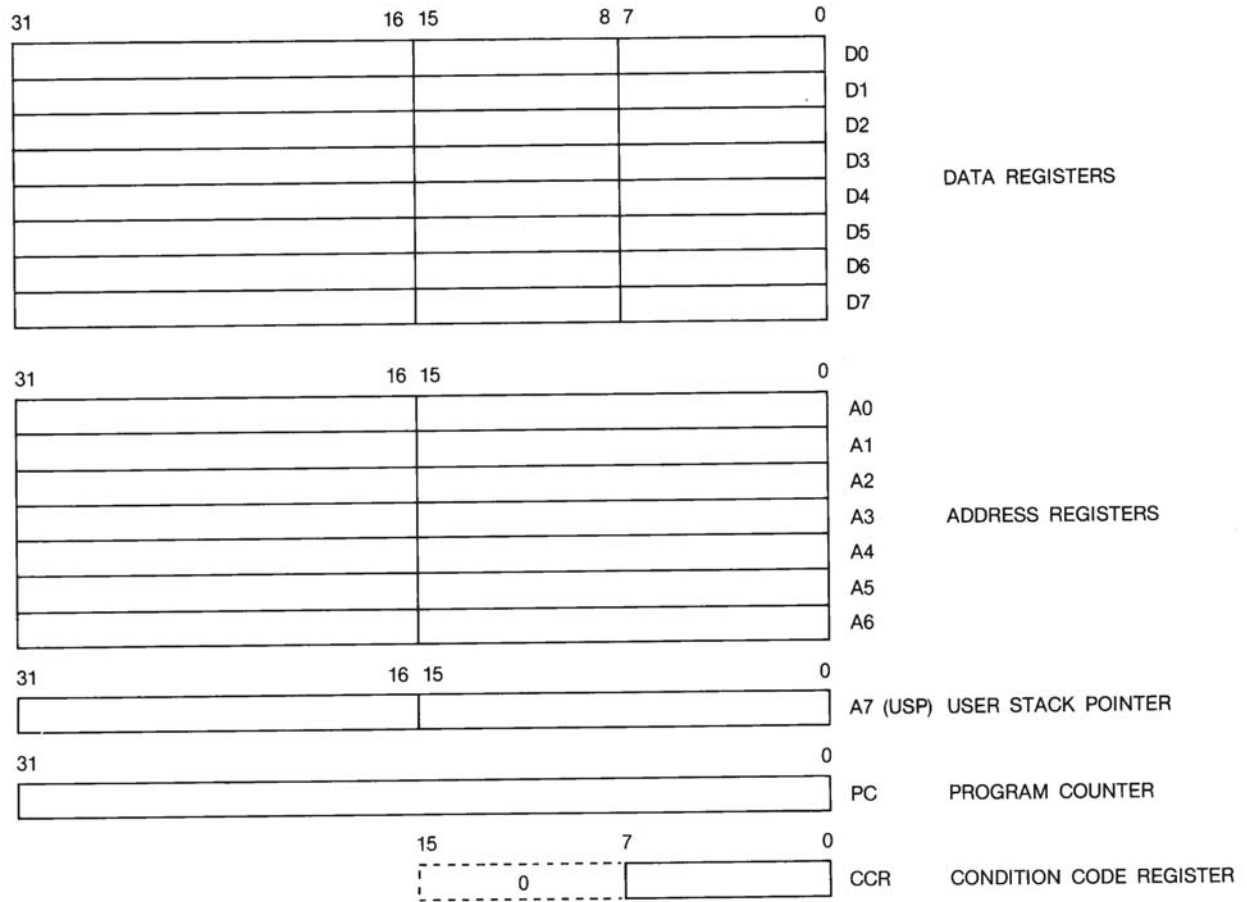 31 16 15 8 7 0
D0
D1
D2
D3
DATA REGISTERS
D4
D5
D6
D7
31 16 15 0
A0
A1
A2
A3 ADDRESS REGISTERS
A4
A5
A6
31 16 15 0
A7 (USP) USER STACK POINTER
31 0
PC PROGRAM COUNTER
15 7 0
0 CCR CONDITION CODE REGISTER